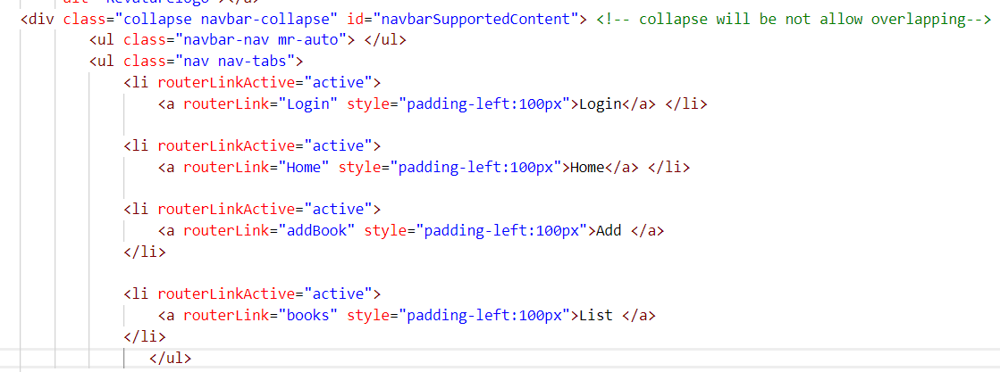 alt="RevatureLogo"></a>
<div class="collapse navbar-collapse" id="navbarSupportedContent"> <!-- collapse will be not allow overlapping-->
<ul class="navbar-nav mr-auto"> </ul>
<ul class="nav nav-tabs">
<li routerLinkActive="active">
<a routerLink="Login" style="padding-left:100px">Login</a> </li>
<li routerLinkActive="active">
<a routerLink="Home" style="padding-left:100px">Home</a> </li>
<li routerLinkActive="active">
<a routerLink="addBook" style="padding-left:100px">Add </a>
</li>
<li routerLinkActive="active">
<a routerLink="books" style="padding-left:100px">List </a>
</li>
</ul>